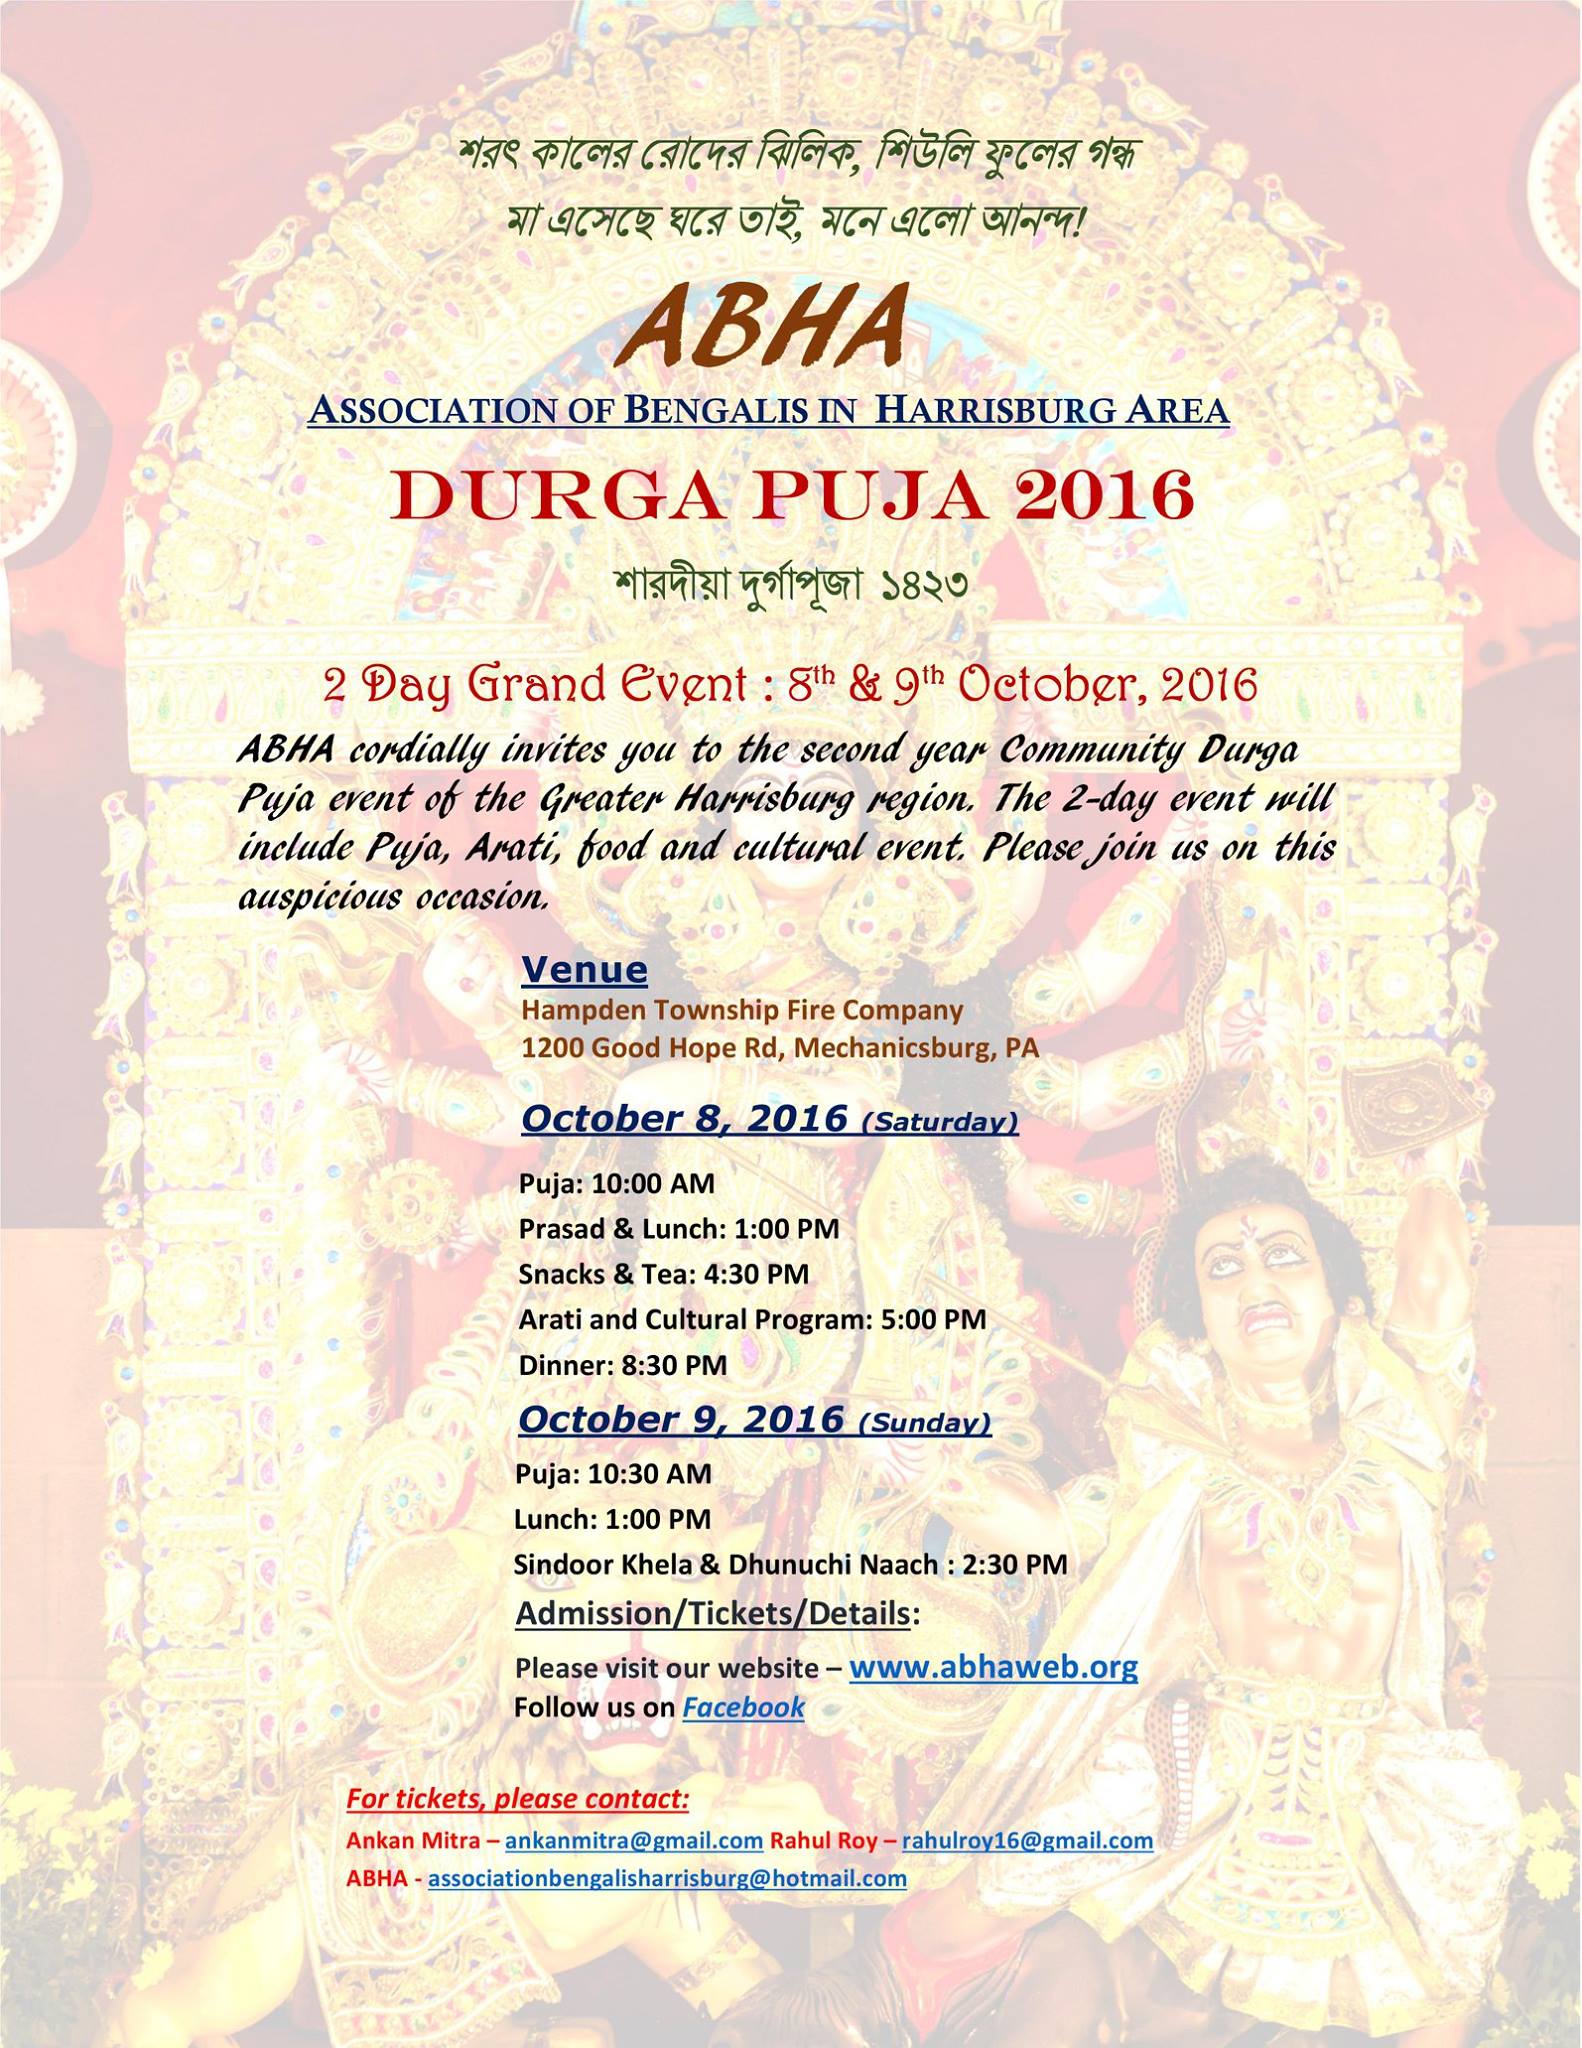 শরৎ কালের রোদের ঝিলিক, শিউলি ফুলের গন্ধ
মা এসেছে ঘরে তাই, মনে এলো আনন্দ!
ABHA
ASSOCIATION OF BENGALIS IN HARRISBURG AREA
DURGA PUJA 2016
শারদীয়া দুর্গাপূজা ১৪২৩
2 Day Grand Event : 8th & 9th October, 2016
ABHA cordially invites you to the second year Community Durga
Puja event of the Greater Harrisburg region. The 2-day event will
include Puja, Arati, food and cultural event. Please join us on this
auspicious occasion.
Venue
Hampden Township Fire Company
1200 Good Hope Rd, Mechanicsburg, PA
October 8, 2016 (Saturday)
Puja: 10:00 AM
Prasad & Lunch: 1:00 PM
Snacks & Tea: 4:30 PM
Arati and Cultural Program: 5:00 PM
Dinner: 8:30 PM
October 9, 2016 (Sunday)
Puja: 10:30 AM
Lunch: 1:00 PM
Sindoor Khela & Dhunuchi Naach : 2:30 PM
Admission/Tickets/Details:
Please visit our website – www.abhaweb.org
Follow us on Facebook
For tickets, please contact:
Ankan Mitra – ankanmitra@gmail.com Rahul Roy – rahulroy16@gmail.com
ABHA - associationbengalisharrisburg@hotmail.com